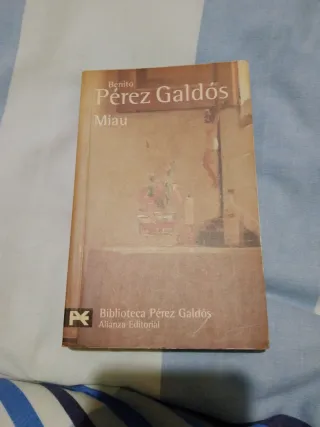 Benito
Pérez Galdós
Miau
Biblioteca Pérez Galdós
Alianza Editorial